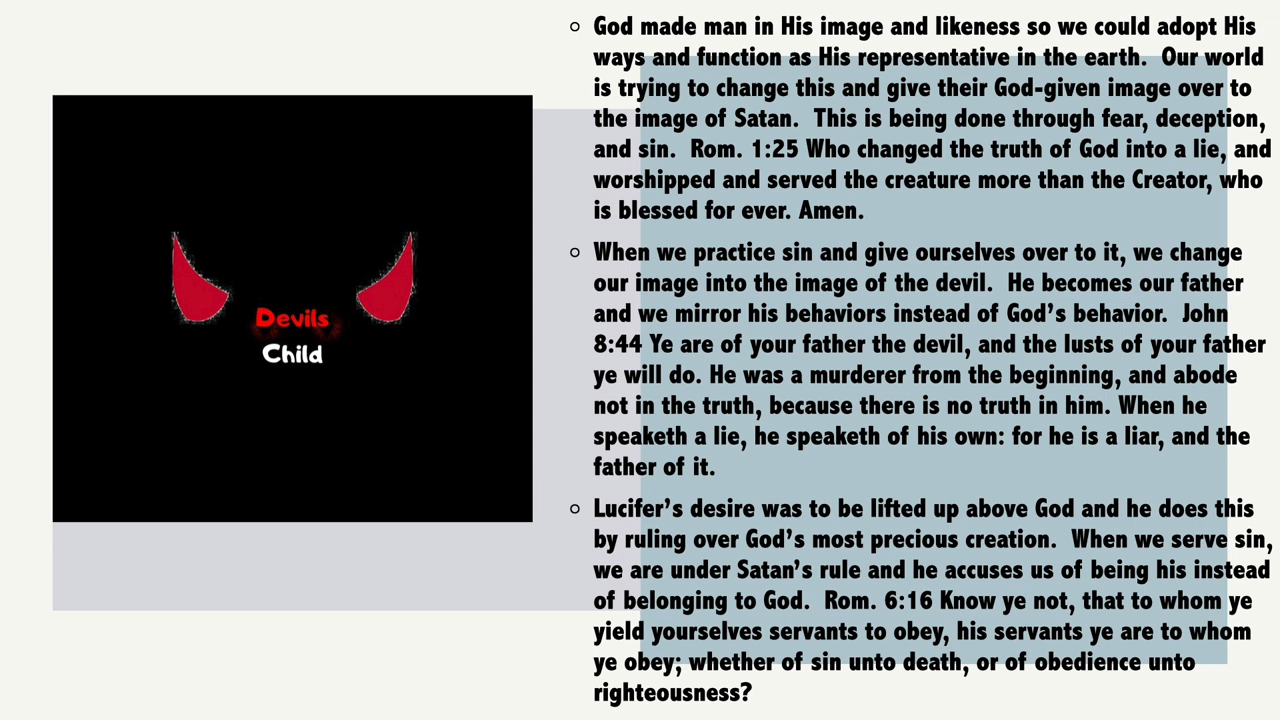 Devils
Child
God made man in His image and likeness so we could adopt His
ways and function as His representative in the earth.  Our world
is trying to change this and give their God-given image over to
the image of Satan.  This is being done through fear, deception,
and sin.  Rom. 1:25 Who changed the truth of God into a lie, and
worshipped and served the creature more than the Creator, who
is blessed for ever. Amen.
When we practice sin and give ourselves over to it, we change
our image into the image of the devil.  He becomes our father
and we mirror his behaviors instead of God’s behavior.  John
8:44 Ye are of your father the devil, and the lusts of your father
ye will do. He was a murderer from the beginning, and abode
not in the truth, because there is no truth in him. When he
speaketh a lie, he speaketh of his own: for he is a liar, and the
father of it.
Lucifer’s desire was to be lifted up above God and he does this
by ruling over God’s most precious creation.  When we serve sin,
we are under Satan’s rule and he accuses us of being his instead
of belonging to God.  Rom. 6:16 Know ye not, that to whom ye
yield yourselves servants to obey, his servants ye are to whom
ye obey; whether of sin unto death, or of obedience unto
righteousness?